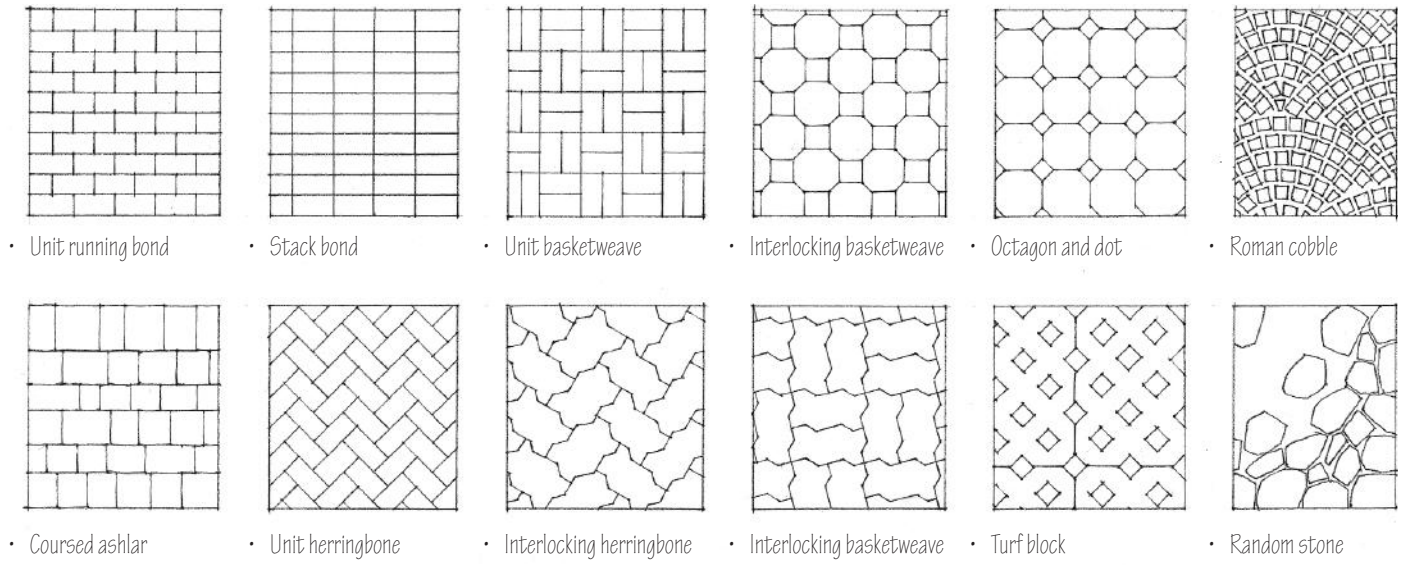 • Unit running bond
• Stack bond
• Unit basketweave
• Interlocking basketweave
• Octagon and dot
• Roman cobble
• Coursed ashlar
• Unit herringbone
• Interlocking herringbone
• Interlocking basketweave
• Turf block
• Random stone